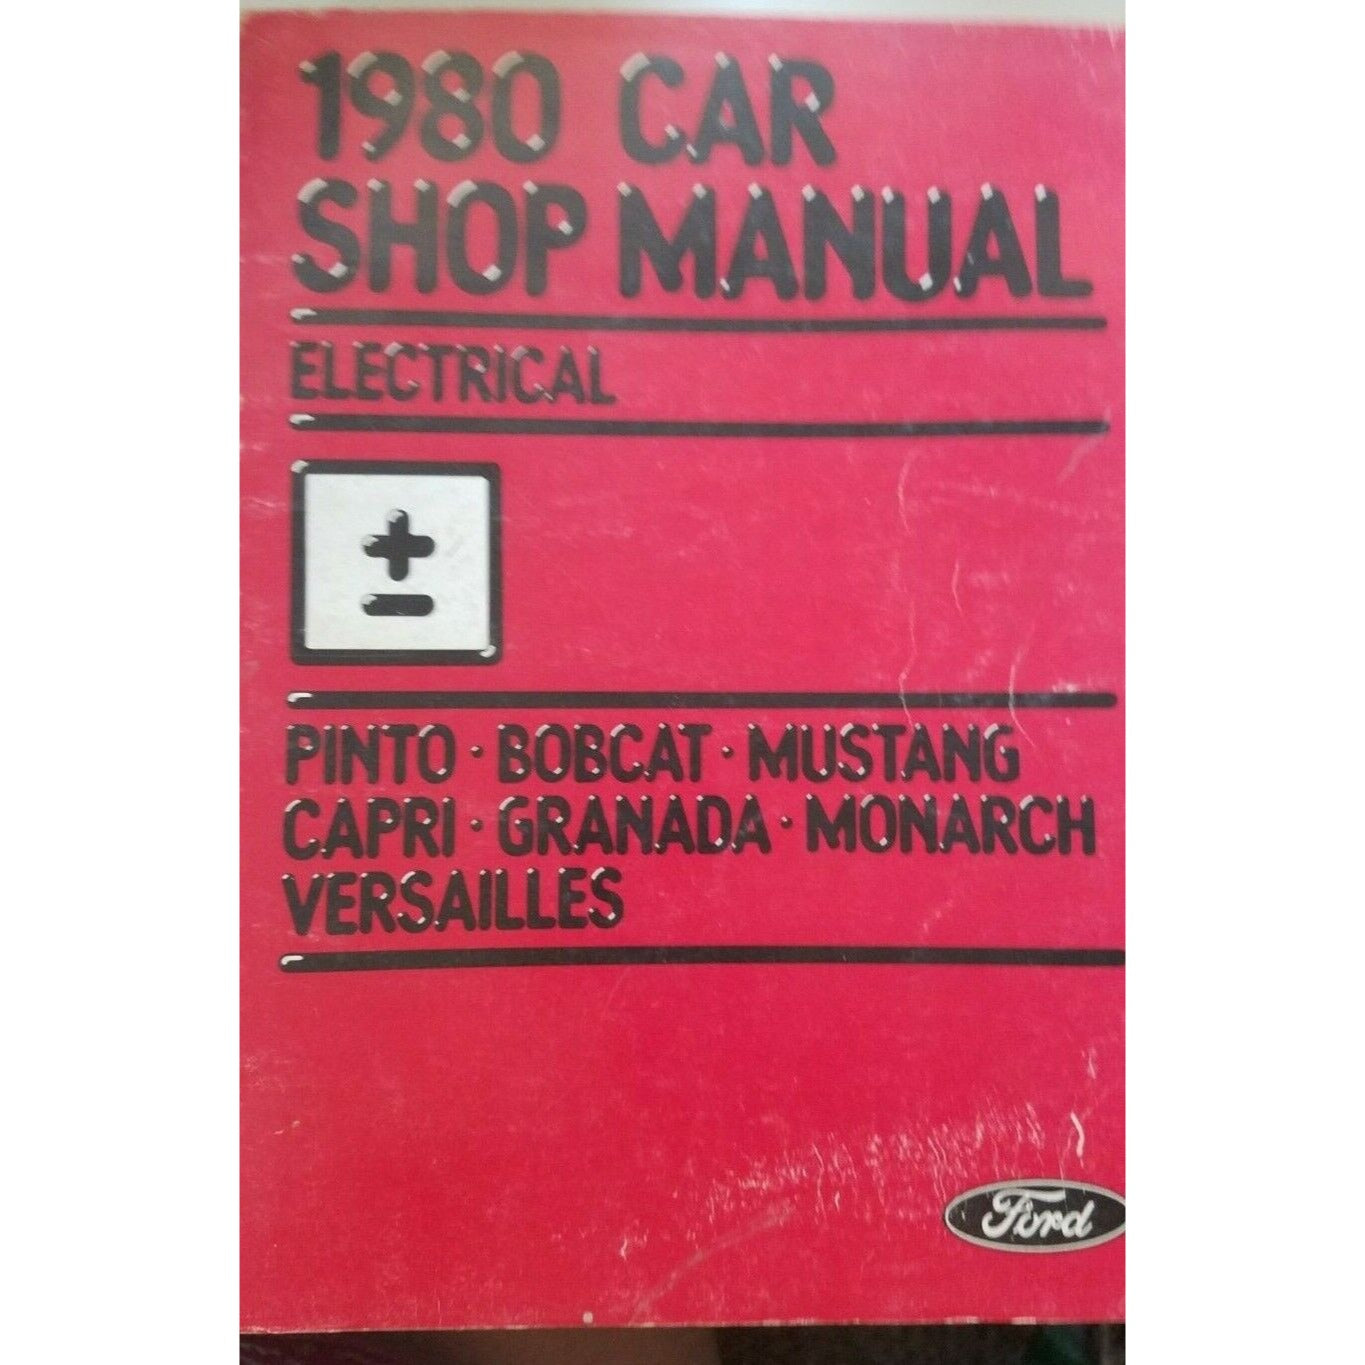 1980 CAR
SHOP MANUAL
ELECTRICAL
+
-
PINTO · BOBCAT · MUSTANG
CAPRI · GRANADA · MONARCH
VERSAILLES
Ford